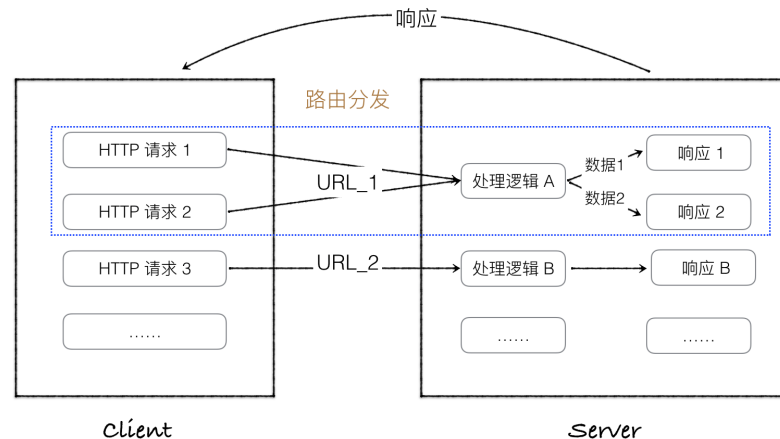 响应
路由分发
HTTP 请求 1
HTTP 请求 2
HTTP 请求 3
......
URL_1
URL_2
处理逻辑 A
处理逻辑 B
......
数据1
数据2
响应 1
响应 2
响应 B
......
Client
Server